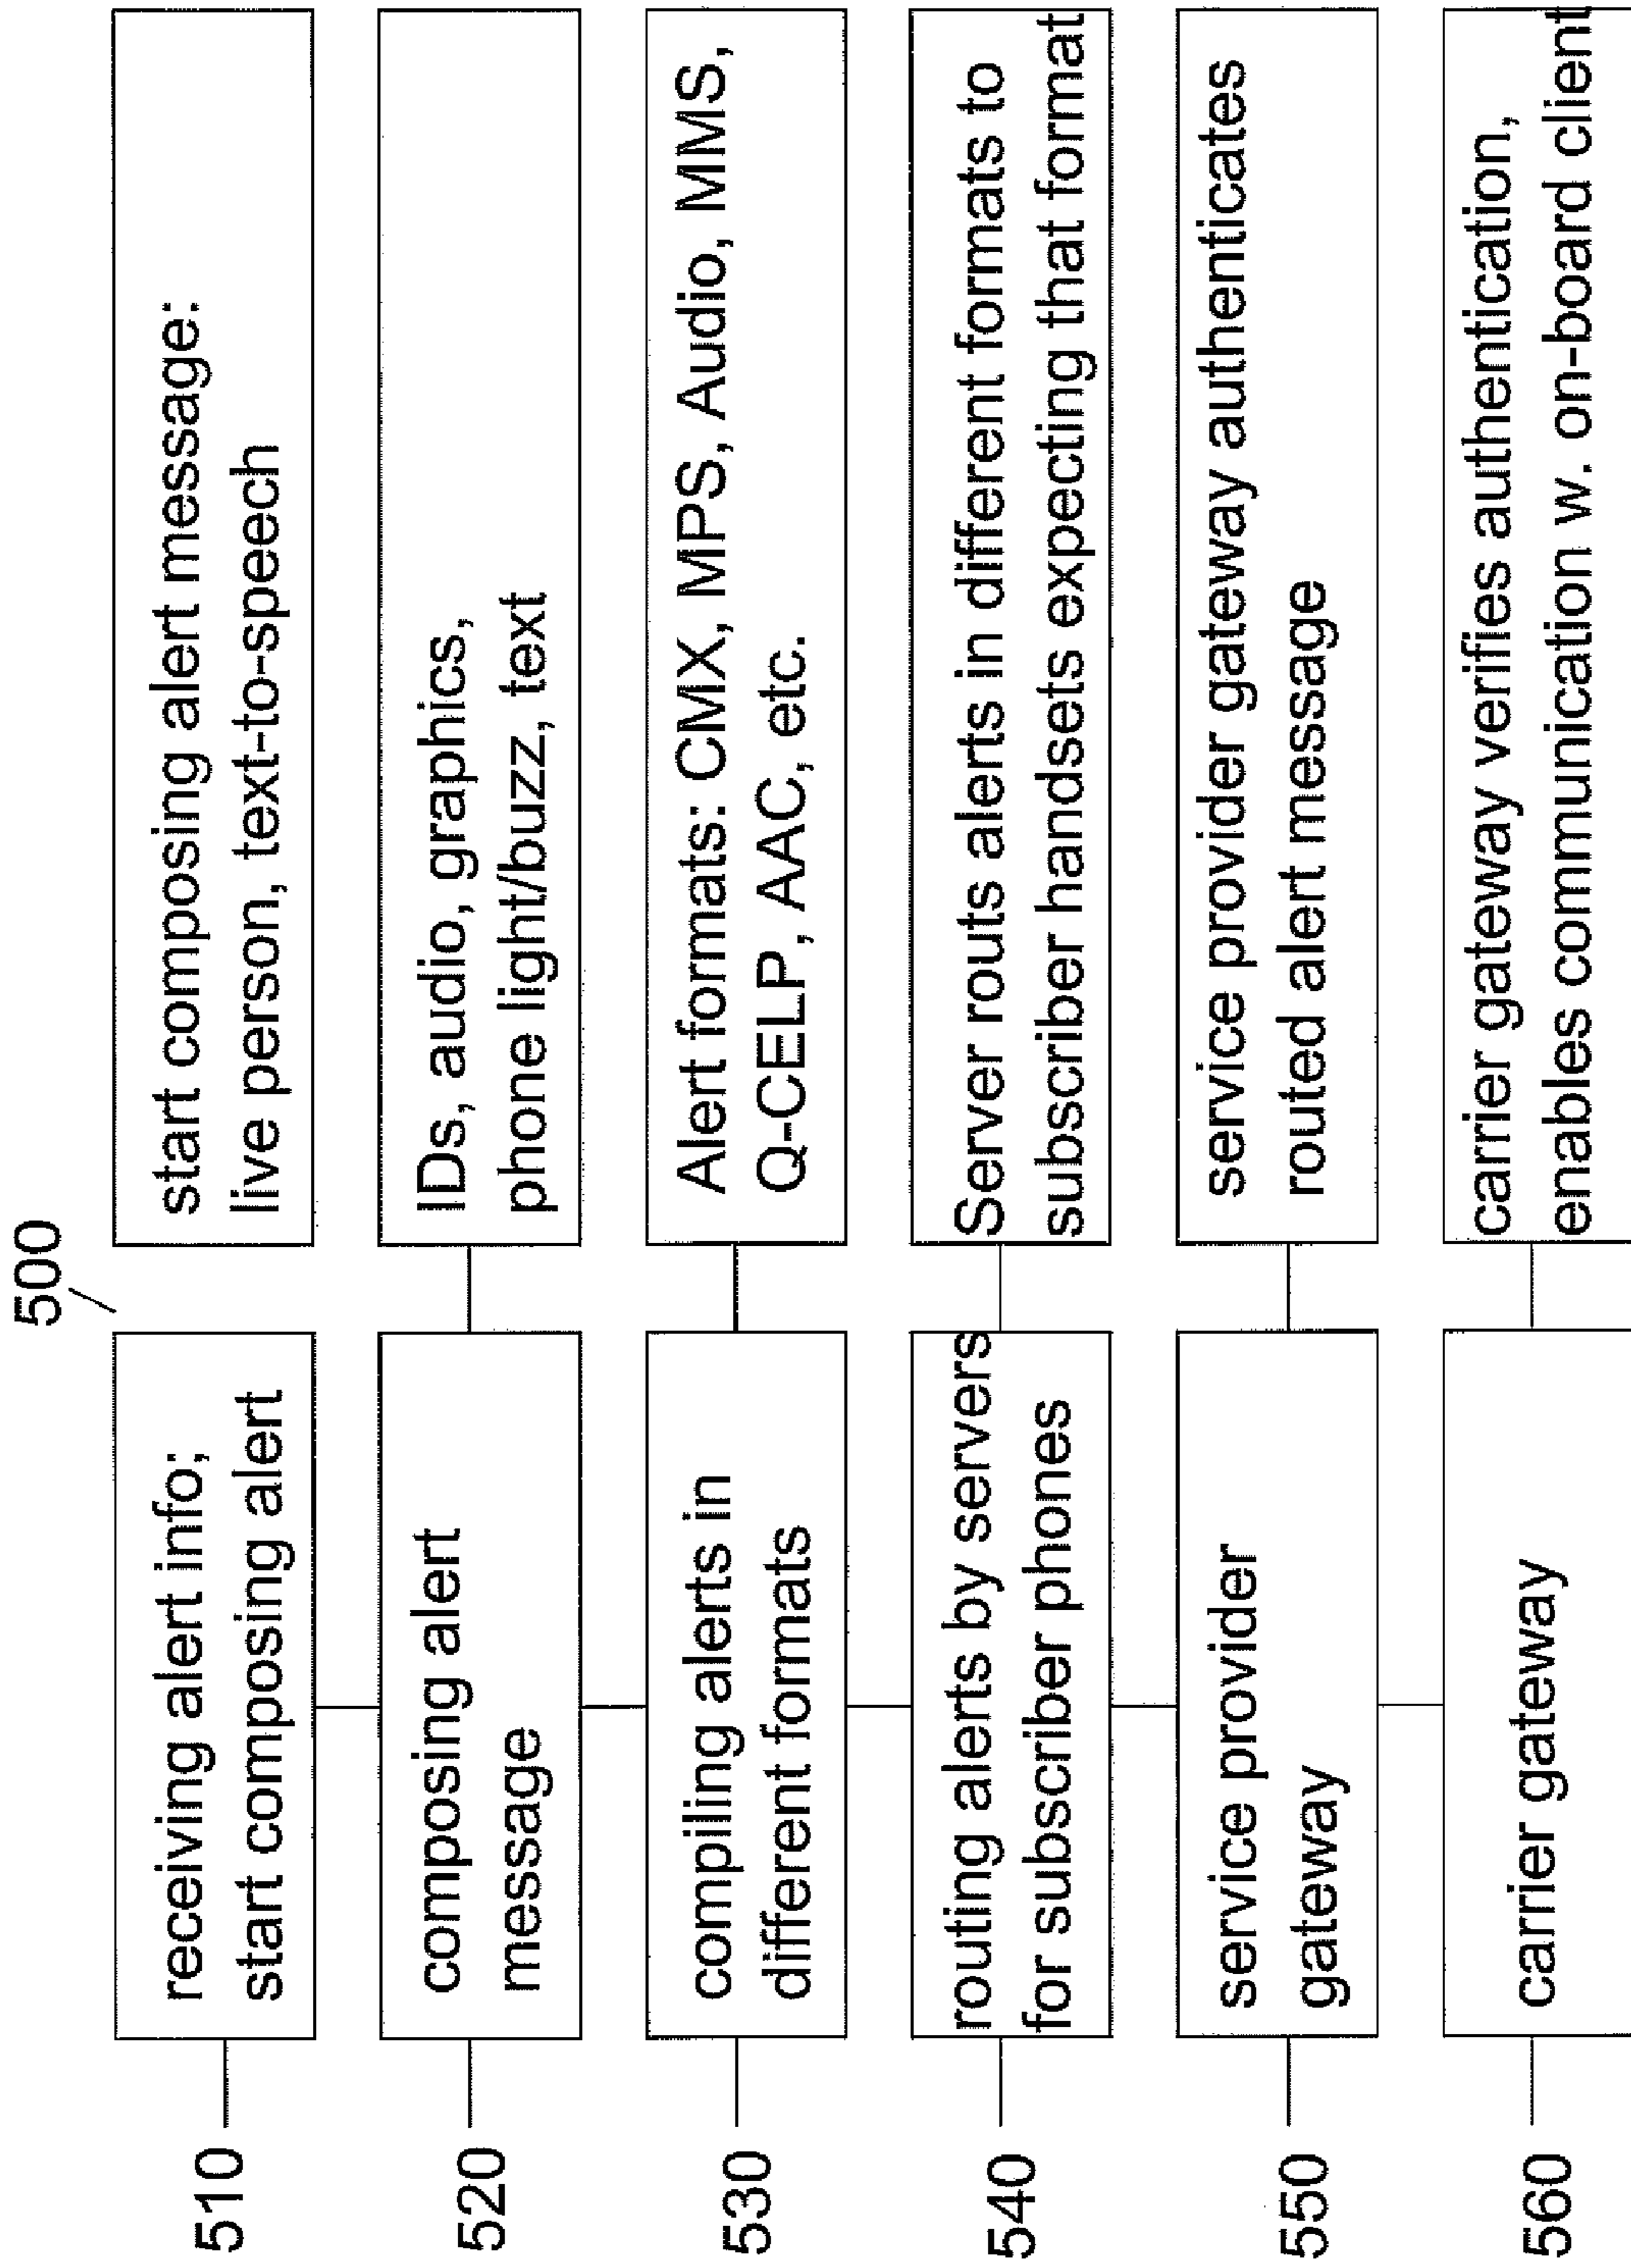 500
510
receiving alert info;
start composing alert
start composing alert message:
live person, text-to-speech
520
composing alert
message
IDs, audio, graphics,
phone light/buzz, text
530
compiling alerts in
different formats
Alert formats: CMX, MPS, Audio, MMS,
Q-CELP, AAC, etc.
540
routing alerts by servers
for subscriber phones
Server routs alerts in different formats to
subscriber handsets expecting that format
550
service provider
gateway
service provider gateway authenticates
routed alert message
560
carrier gateway
carrier gateway verifies authentication,
enables communication w. on-board client